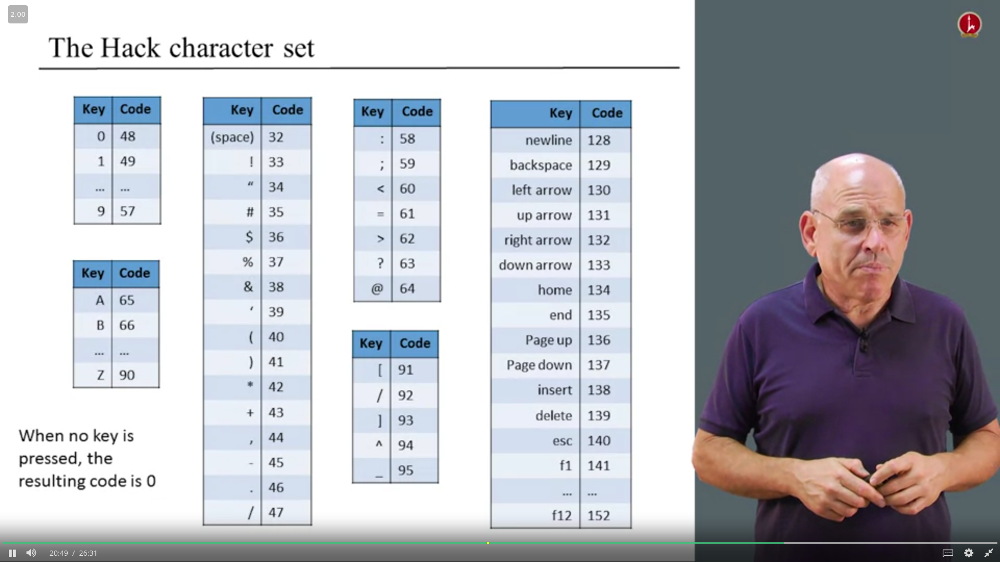 2.00
The Hack character set
Key Code
0 48
1 49
... ...
9 57
Key Code
A 65
B 66
... ...
Z 90
When no key is
pressed, the
resulting code is 0
Key Code
(space) 32
! 33
“ 34
# 35
$ 36
% 37
& 38
‘ 39
( 40
) 41
* 42
+ 43
, 44
- 45
. 46
/ 47
Key Code
: 58
; 59
< 60
= 61
> 62
? 63
@ 64
Key Code
[ 91
/ 92
] 93
^ 94
_ 95
Key Code
newline 128
backspace 129
left arrow 130
up arrow 131
right arrow 132
down arrow 133
home 134
end 135
Page up 136
Page down 137
insert 138
delete 139
esc 140
f1 141
... ...
f12 152
20:49 / 26:31